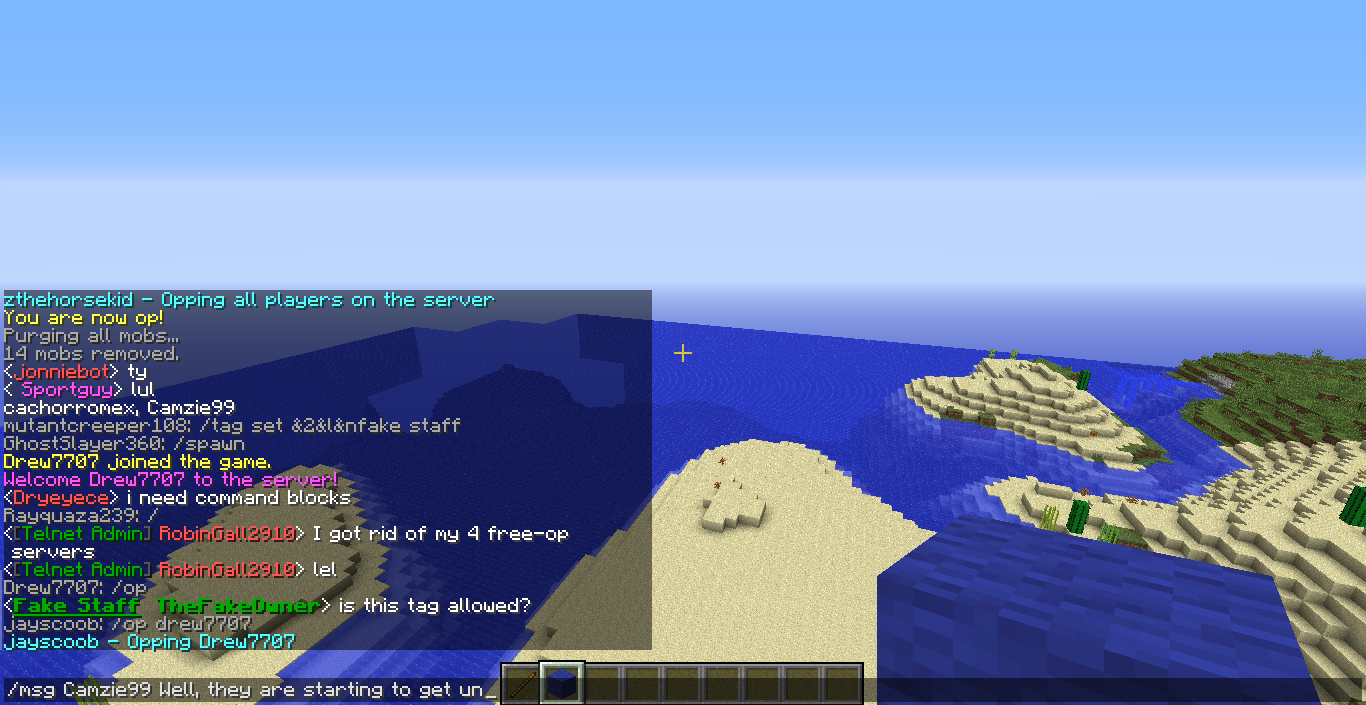 zthehorsekid - Opping all players on the server
You are now op!
Purging all mobs...
14 mobs removed.
<jonniebot> ty
< Sportguy> lul
cachorromex, Camzie99
mutantcreeper108: /tag set &2&l&nfake staff
GhostSlayer360: /spawn
Drew7707 joined the game.
Welcome Drew7707 to the server!
<Dryeyece> i need command blocks
Rayquaza239: /
<[Telnet Admin] RobinGall2910> I got rid of my 4 free-op
servers
<[Telnet Admin] RobinGall2910> lel
Drew7707: /op
<Fake Staff TheFakeOwner> is this tag allowed?
jayscoob: /op drew7707
jayscoob - Opping Drew7707
/msg Camzie99 Well, they are starting to get un_